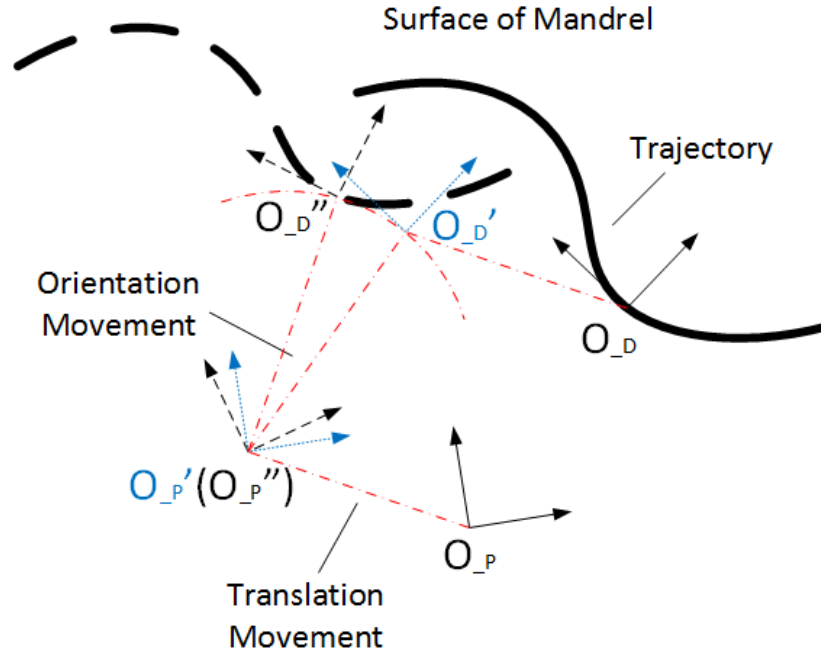 Surface of Mandrel
Trajectory
O_D''
O_D'
Orientation
Movement
O_D
O_P'(O_P'')
O_P
Translation
Movement